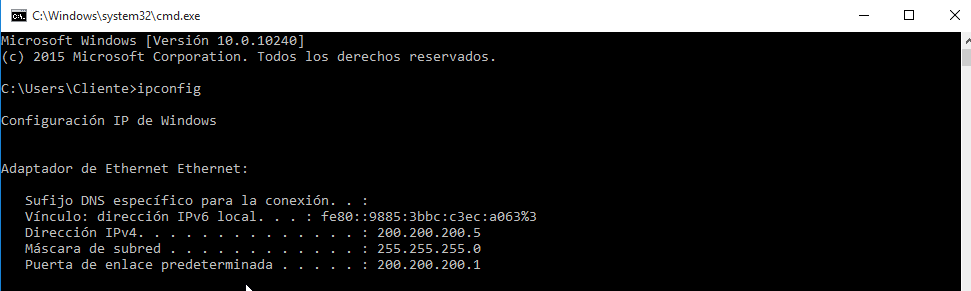 C:\Windows\system32\cmd.exe
Microsoft Windows [Versión 10.0.10240]
(c) 2015 Microsoft Corporation. Todos los derechos reservados.
C:\Users\Cliente>ipconfig
Configuración IP de Windows
Adaptador de Ethernet Ethernet:
Sufijo DNS específico para la conexión. . :
Vínculo: dirección IPv6 local. . . : fe80::9885:3bbc:c3ec:a063%3
Dirección IPv4. . . . . . . . . . . . . . : 200.200.200.5
Máscara de subred . . . . . . . . . . . . : 255.255.255.0
Puerta de enlace predeterminada . . . . . : 200.200.200.1